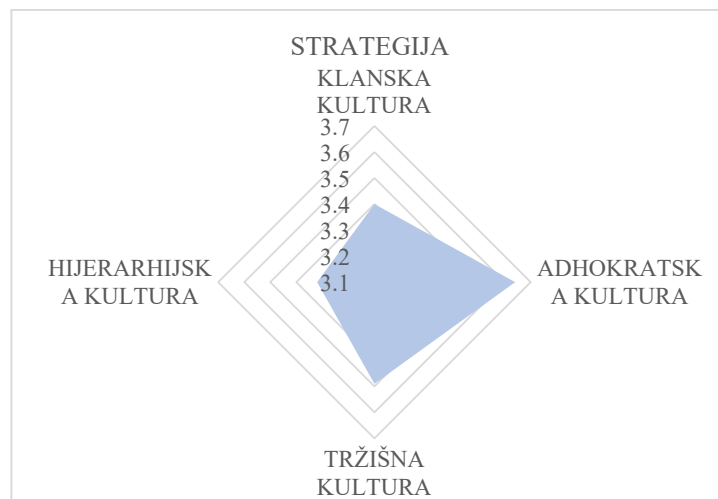 STRATEGIJA
KLANSKA
KULTURA
3.7
3.6
3.5
3.4
3.3
3.2
3.1
HIJERARHIJSK
A KULTURA
ADHOKRATSK
A KULTURA
TRŽIŠNA
KULTURA